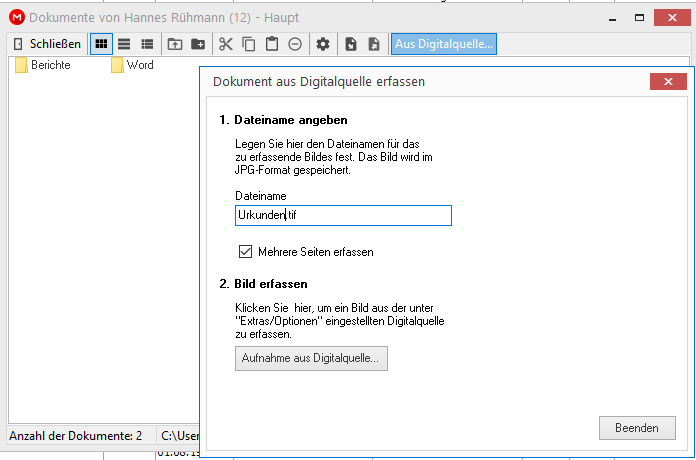 Dokumente von Hannes Rühmann (12) - Haupt
Schließen
Aus Digitalquelle...
Berichte
Word
Dokument aus Digitalquelle erfassen
1. Dateiname angeben
Legen Sie hier den Dateinamen für das
zu erfassende Bildes fest. Das Bild wird im
JPG-Format gespeichert.
Dateiname
Urkunden.tif
Mehrere Seiten erfassen
2. Bild erfassen
Klicken Sie  hier, um ein Bild aus der unter
"Extras/Optionen" eingestellten Digitalquelle
zu erfassen.
Aufnahme aus Digitalquelle...
Beenden
Anzahl der Dokumente: 2
C:\User